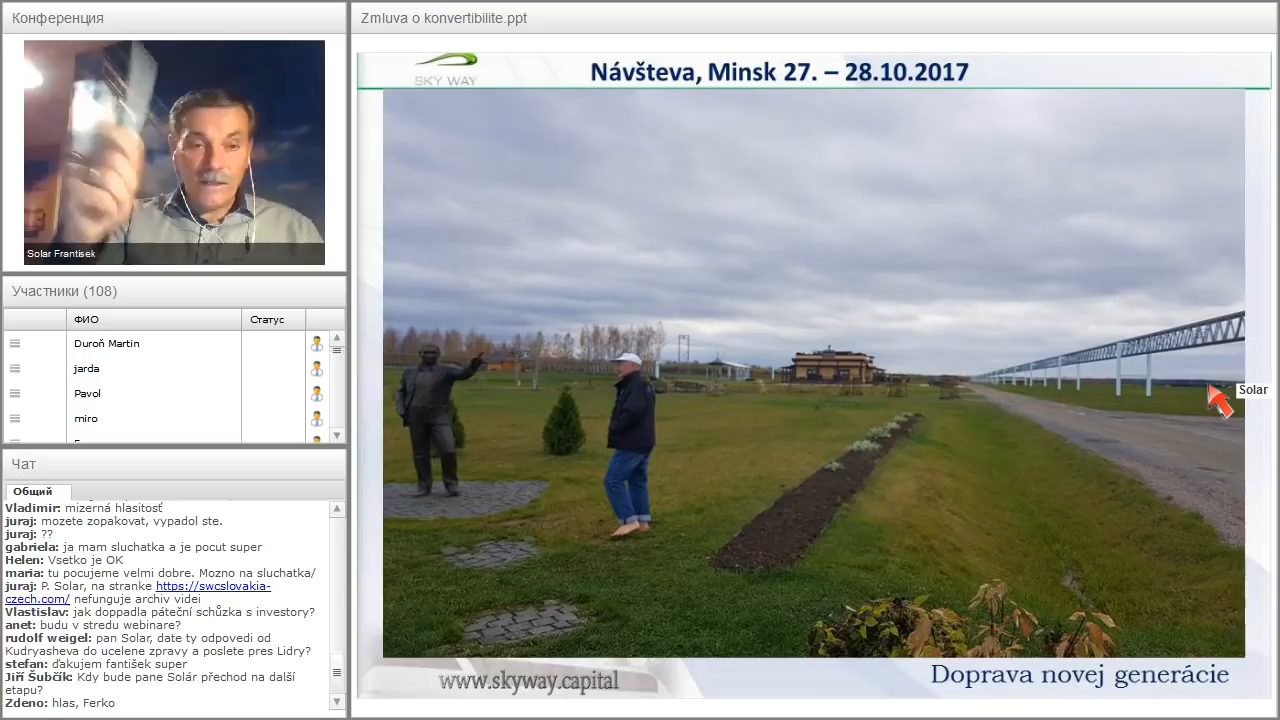 Конференция
Solar Frantisek
Участники (108)
ФИО
Статус
Duroň Martin
jarda
Pavol
miro
Чат
Общий
Vladimir: mizerná hlasitosť
juraj: mozete zopakovat, vypadol ste.
juraj: ??
gabriela: ja mam sluchatka a je pocut super
Helen: Vsetko je OK
maria: tu pocujeme velmi dobre. Mozno na sluchatka/
juraj: P. Solar, na stranke https://swcslovakia-
czech.com/ nefunguje archiv videi
Vlastislav: jak doppadla páteční schůzka s investory?
anet: budu v stredu webinare?
rudolf weigel: pan Solar, date ty odpovedi od
Kudryasheva do ucelene zpravy a poslete pres Lidry?
stefan: ďakujem fantišek super
Jiří Šubčík: Kdy bude pane Solár přechod na další
etapu?
Zdeno: hlas, Ferko
Zmluva o konvertibilite.ppt
SKY WAY
Návšteva, Minsk 27. – 28.10.2017
Solar
www.skyway.capital
Doprava novej generácie